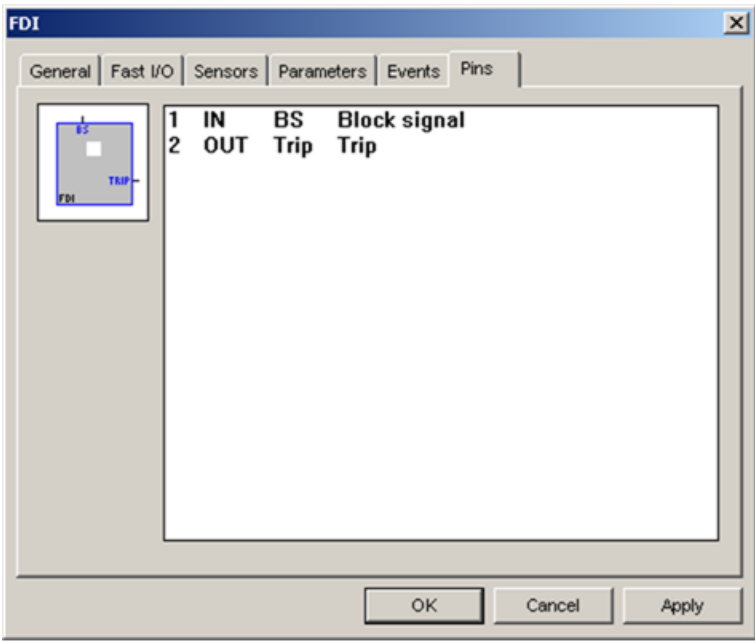 FDI
General Fast I/O Sensors Parameters Events Pins
BS
TRIP
FDI
1 IN BS Block signal
2 OUT Trip Trip
OK Cancel Apply